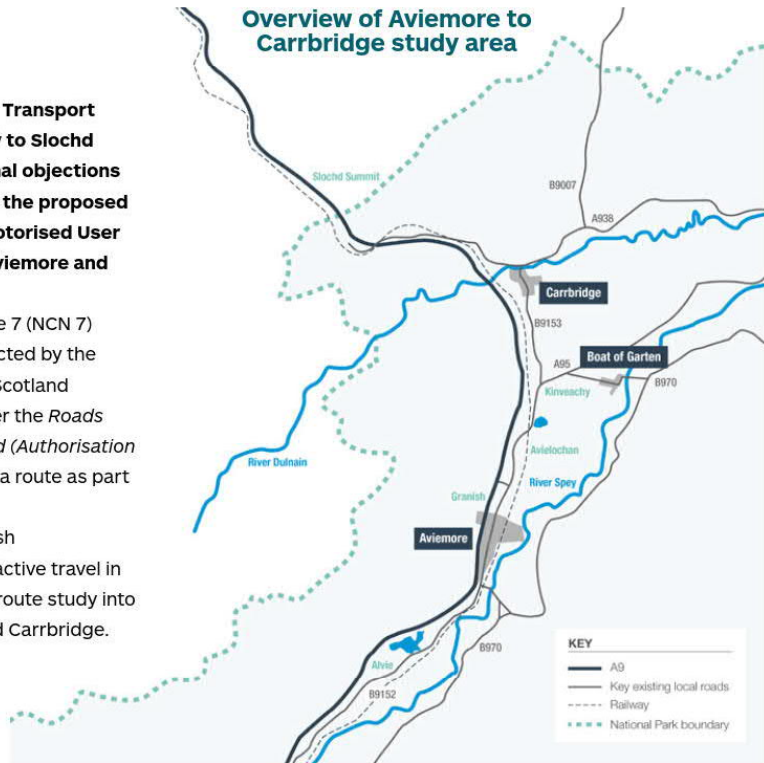 Overview of Aviemore to
Carrbridge study area
Transport
to Slochd
al objections
the proposed
otorised User
viemore and
e 7 (NCN 7)
cted by the
Scotland
er the Roads
d (Authorisation
a route as part
sh
active travel in
route study into
d Carrbridge.
Slochd Summit
B9007
A938
Carrbridge
B9153
Boat of Garten
A95
B970
Kinveachy
Avielochan
River Dulnain
River Spey
Granish
Aviemore
B970
Alvie
B9152
KEY
A9
Key existing local roads
Railway
National Park boundary